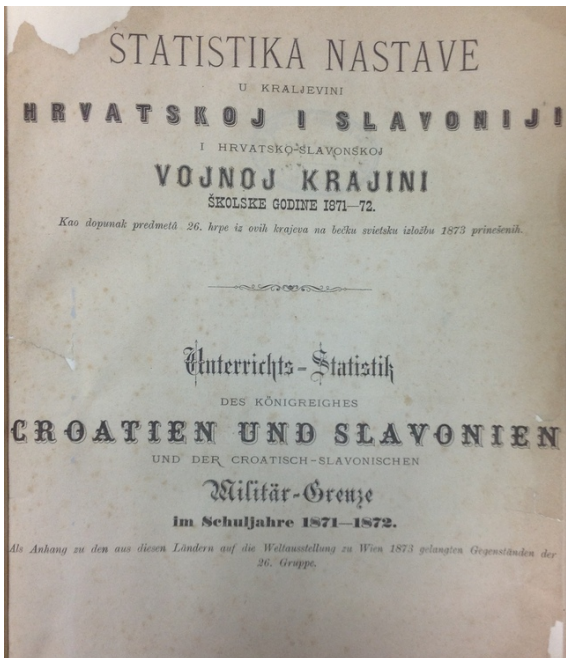 STATISTIKA NASTAVE
U KRALJEVINI
HRVATSKOJ I SLAVONIJI
I HRVATSKO-SLAVONSKOJ
VOJNOJ KRAJINI
ŠKOLSKE GODINE 1871—72.
Kao dopunak predmetâ 26. hrpe iz ovih krajeva na bečku svietsku izložbu 1873 prinešenih.
Unterrichts-Statistik
DES KÖNIGREICHES
CROATIEN UND SLAVONIEN
UND DER CROATISCH-SLAVONISCHEN
Militär-Grenze
im Schuljahre 1871—1872.
Als Anhang zu den aus diesen Ländern auf die Weltausstellung zu Wien 1873 gelangten Gegenständen der
26. Gruppe.